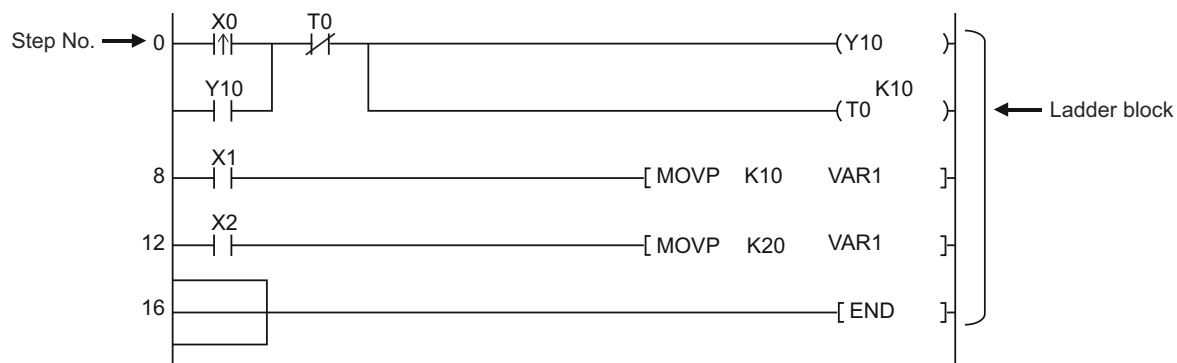 X0 T0
Step No. 0 (Y10 )
Y10 K10
(T0 ) Ladder block
X1
8 [ MOVP K10 VAR1 ]
X2
12 [ MOVP K20 VAR1 ]
16 [ END ]